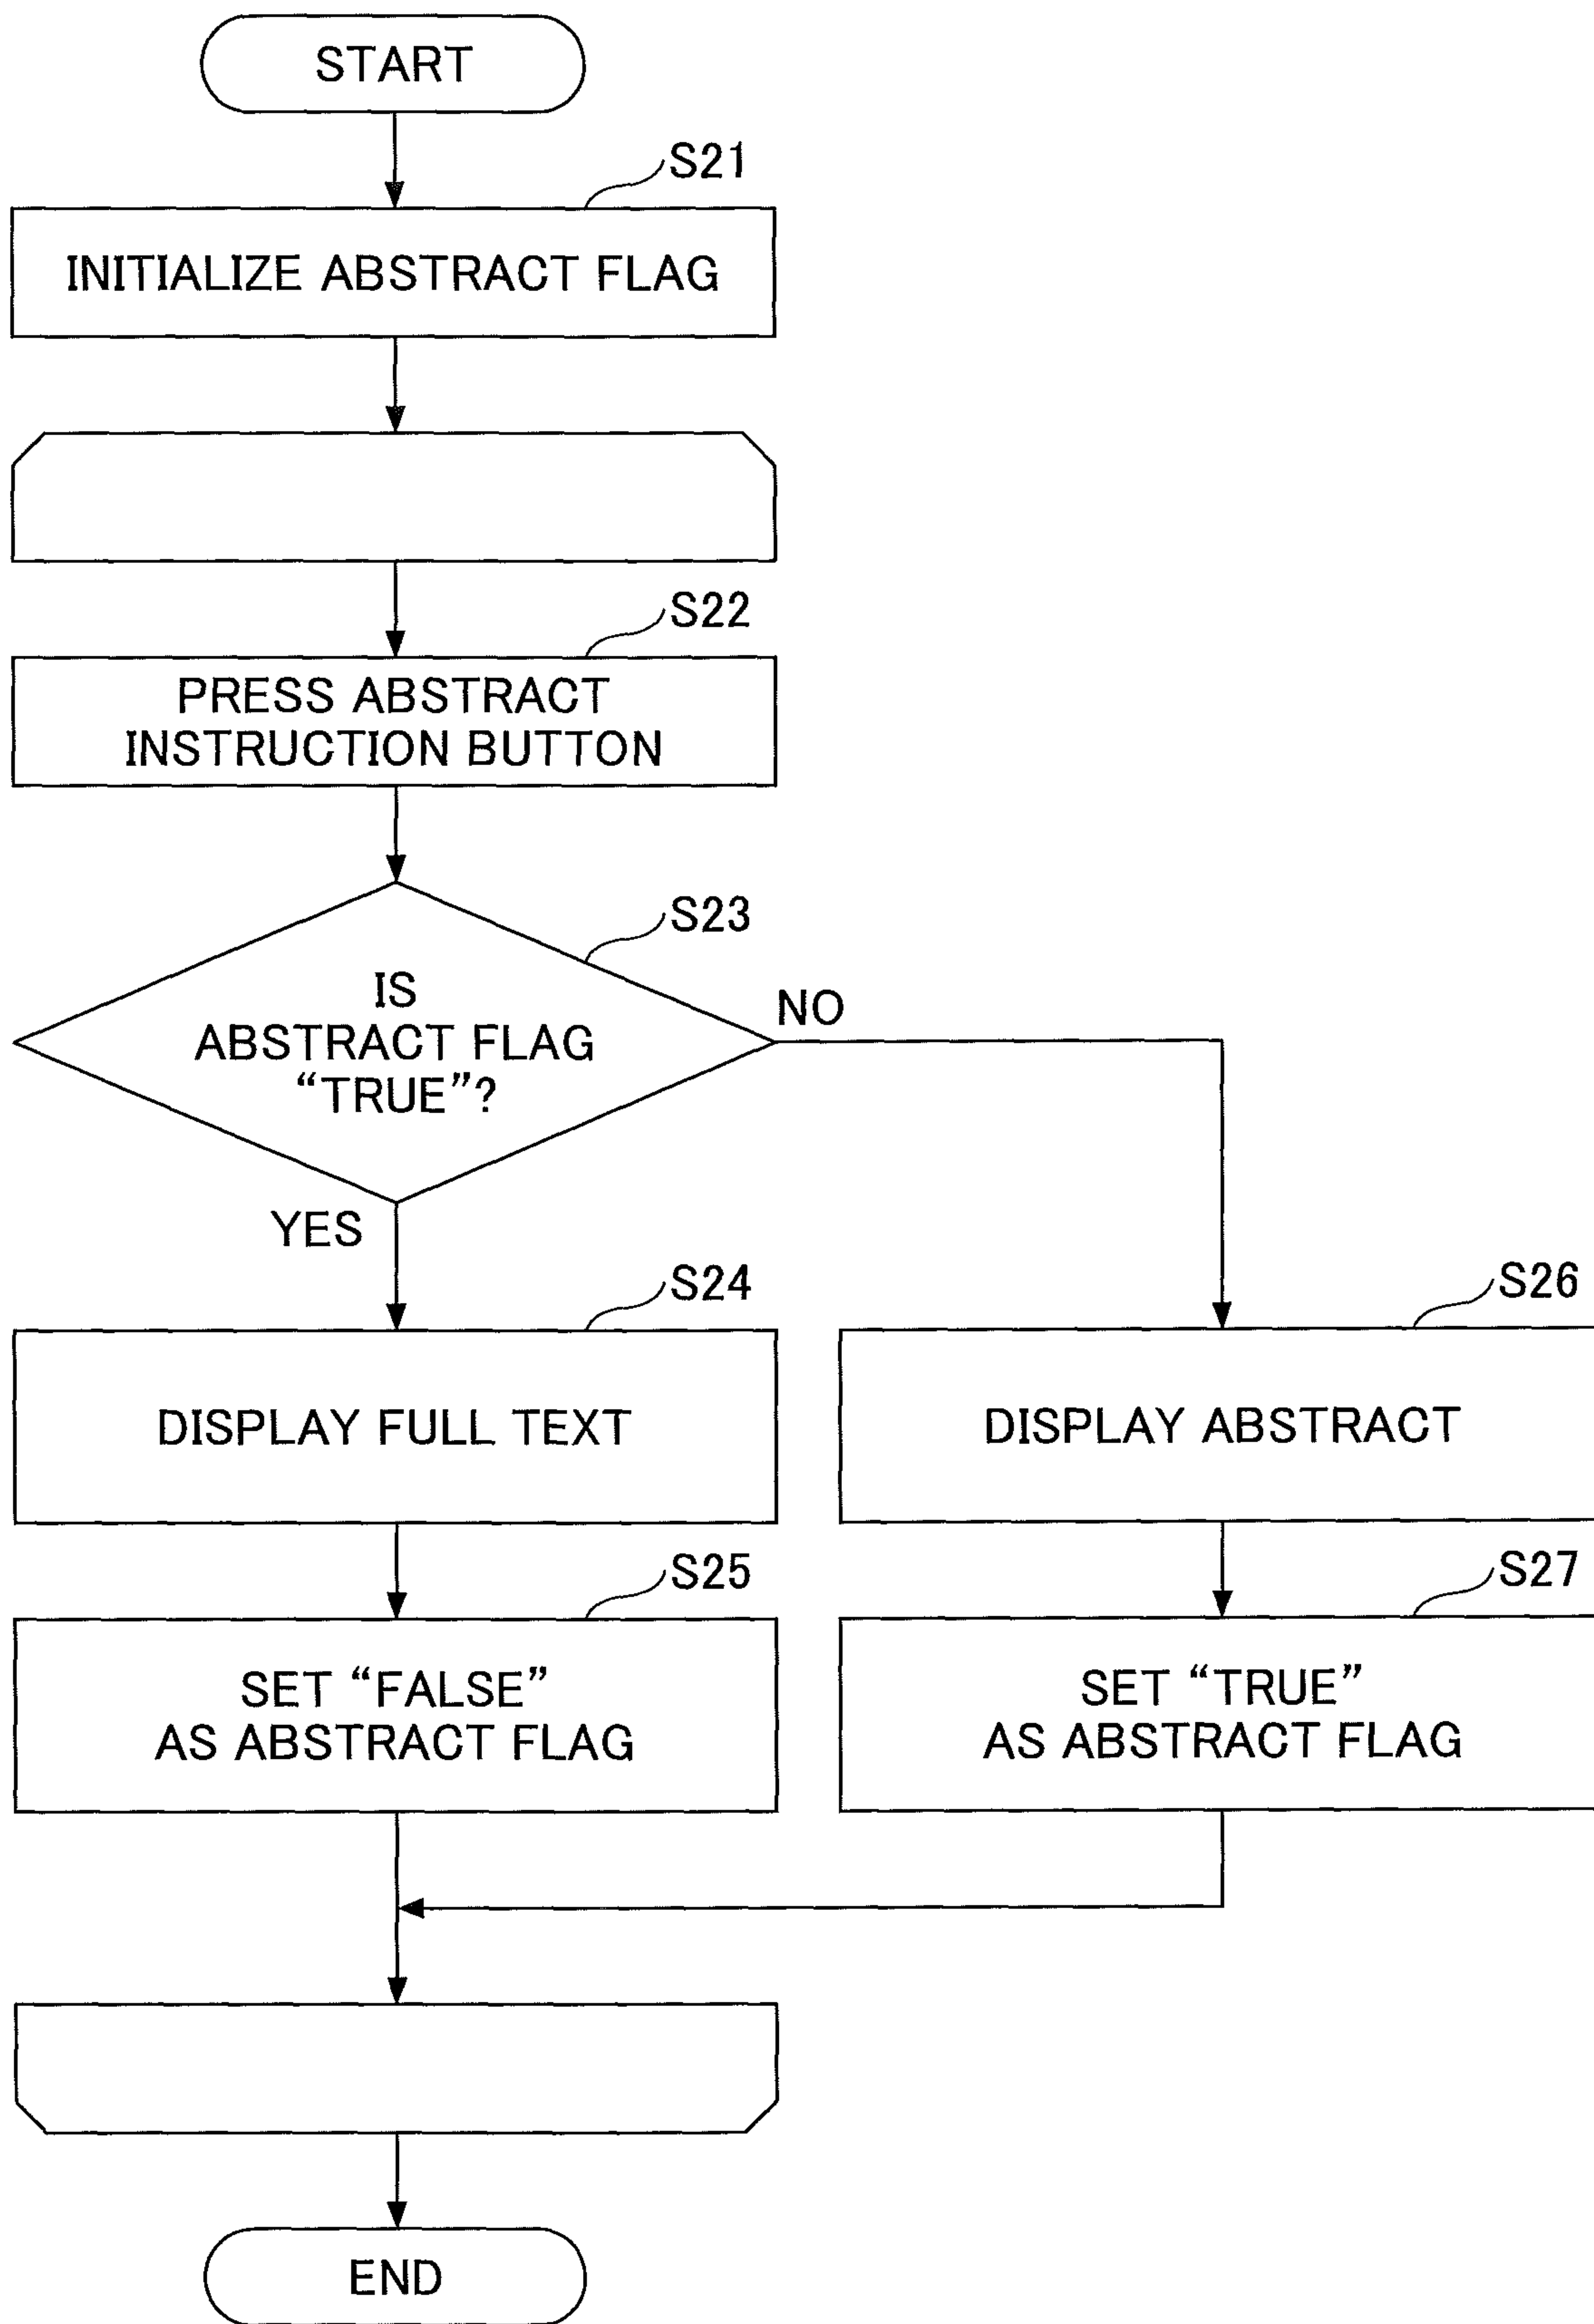 START
S21
INITIALIZE ABSTRACT FLAG
S22
PRESS ABSTRACT
INSTRUCTION BUTTON
S23
IS
ABSTRACT FLAG
“TRUE”?
NO
YES
S24
DISPLAY FULL TEXT
S26
DISPLAY ABSTRACT
S25
SET “FALSE”
AS ABSTRACT FLAG
S27
SET “TRUE”
AS ABSTRACT FLAG
END